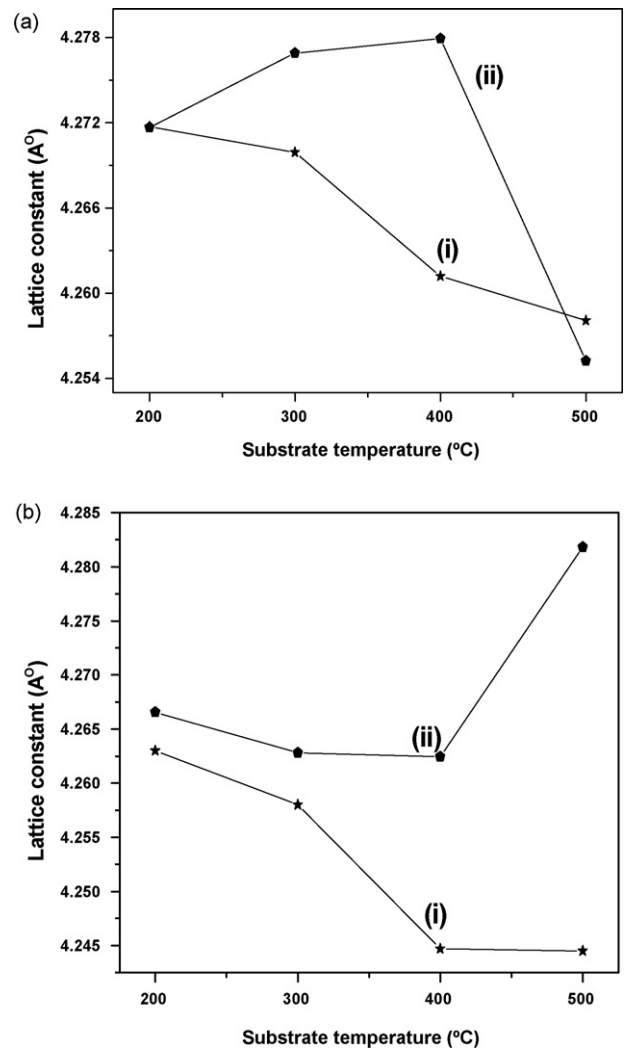 (a)
4.278
4.272
4.266
4.260
4.254
Lattice constant (Aº)
(ii)
(i)
200 300 400 500
Substrate temperature (ºC)
(b)
4.285
4.280
4.275
4.270
4.265
4.260
4.255
4.250
4.245
Lattice constant (Aº)
(ii)
(i)
200 300 400 500
Substrate temperature (ºC)